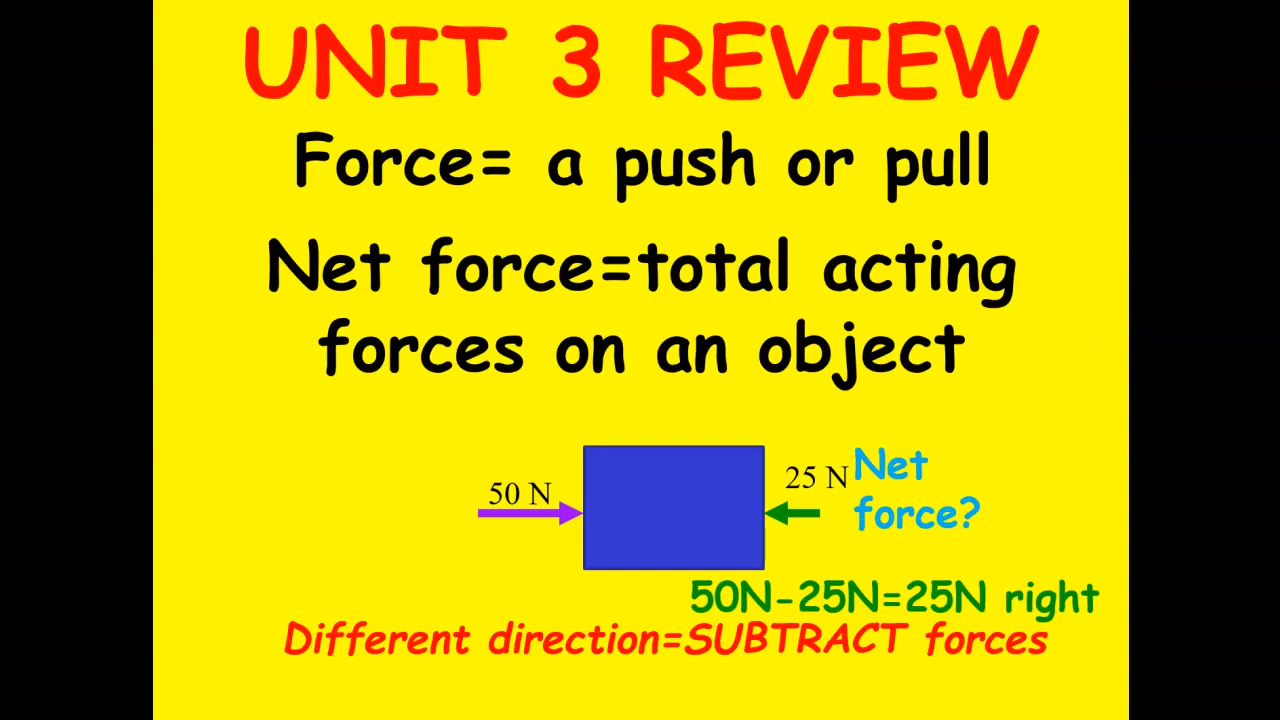 UNIT 3 REVIEW
Force= a push or pull
Net force=total acting
forces on an object
50 N
25 N
Net
force?
50N-25N=25N right
Different direction=SUBTRACT forces